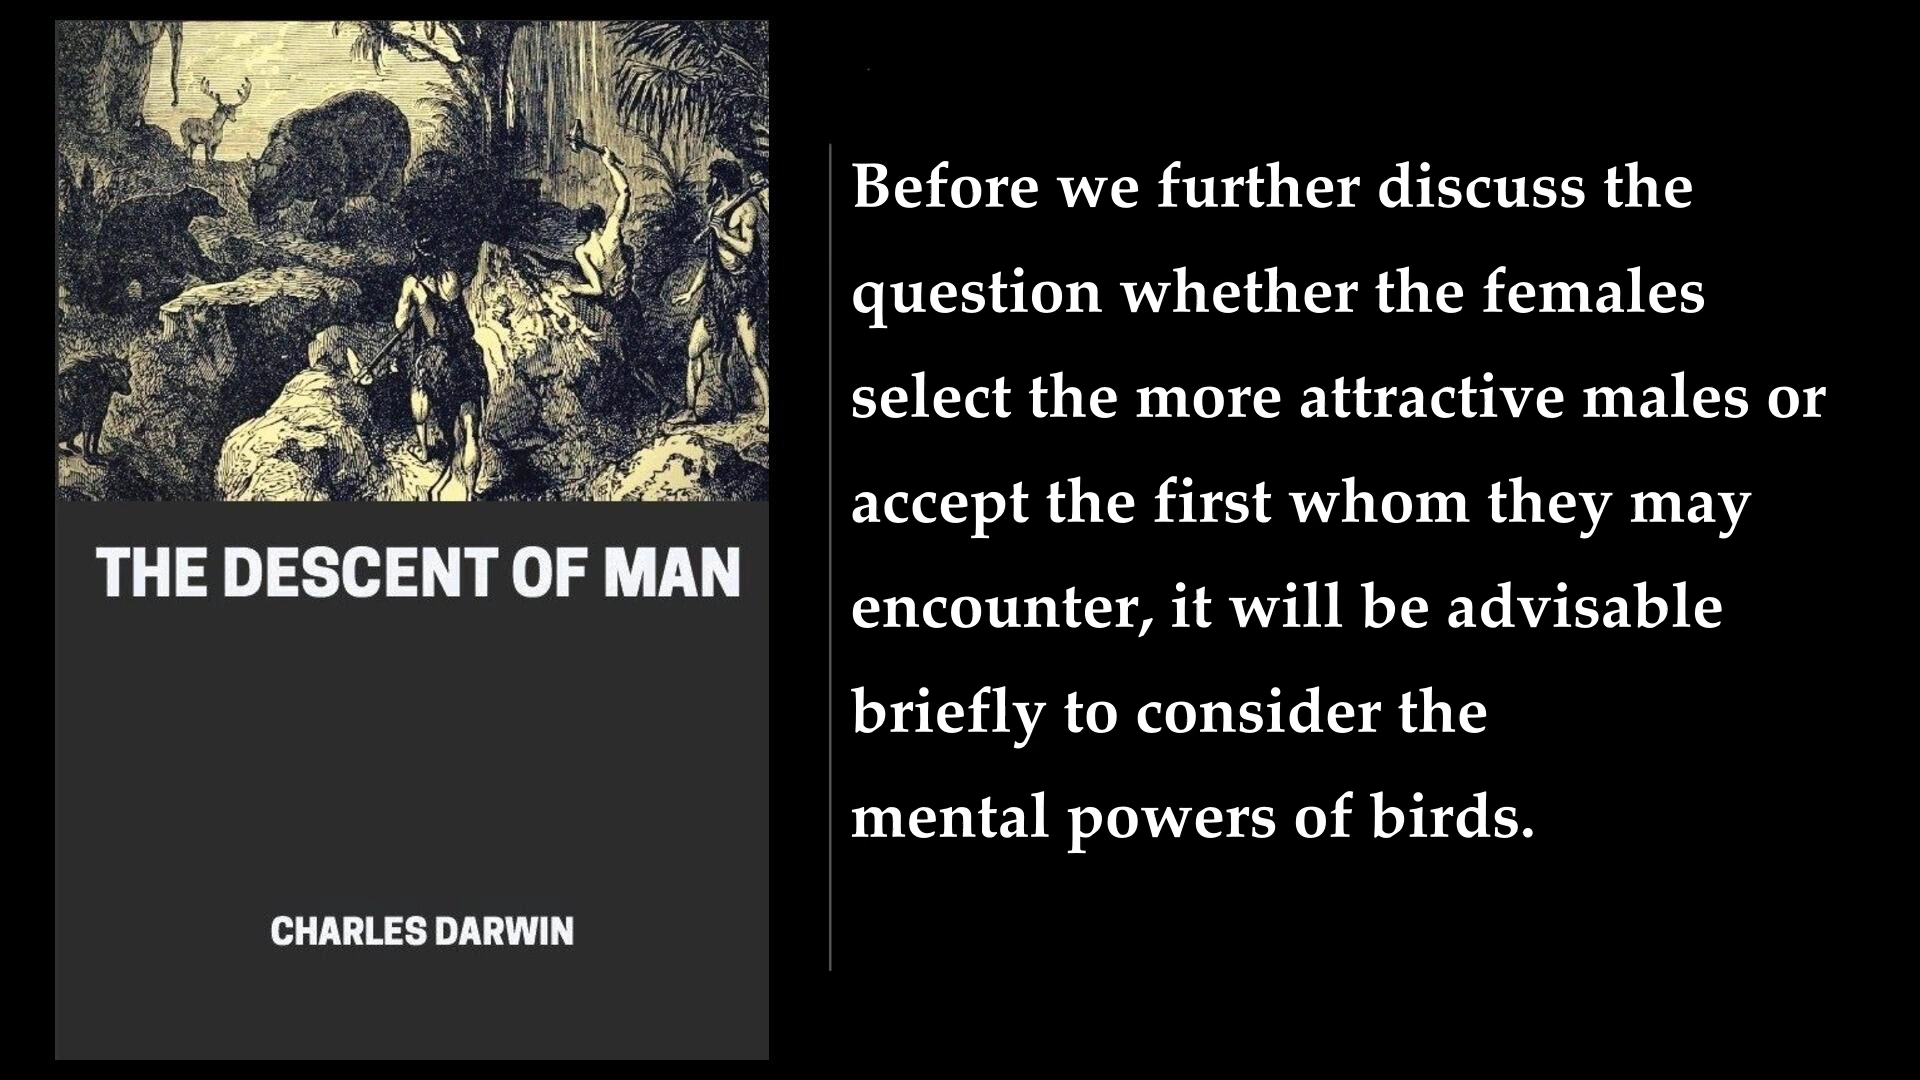 THE DESCENT OF MAN
CHARLES DARWIN
Before we further discuss the
question whether the females
select the more attractive males or
accept the first whom they may
encounter, it will be advisable
briefly to consider the
mental powers of birds.